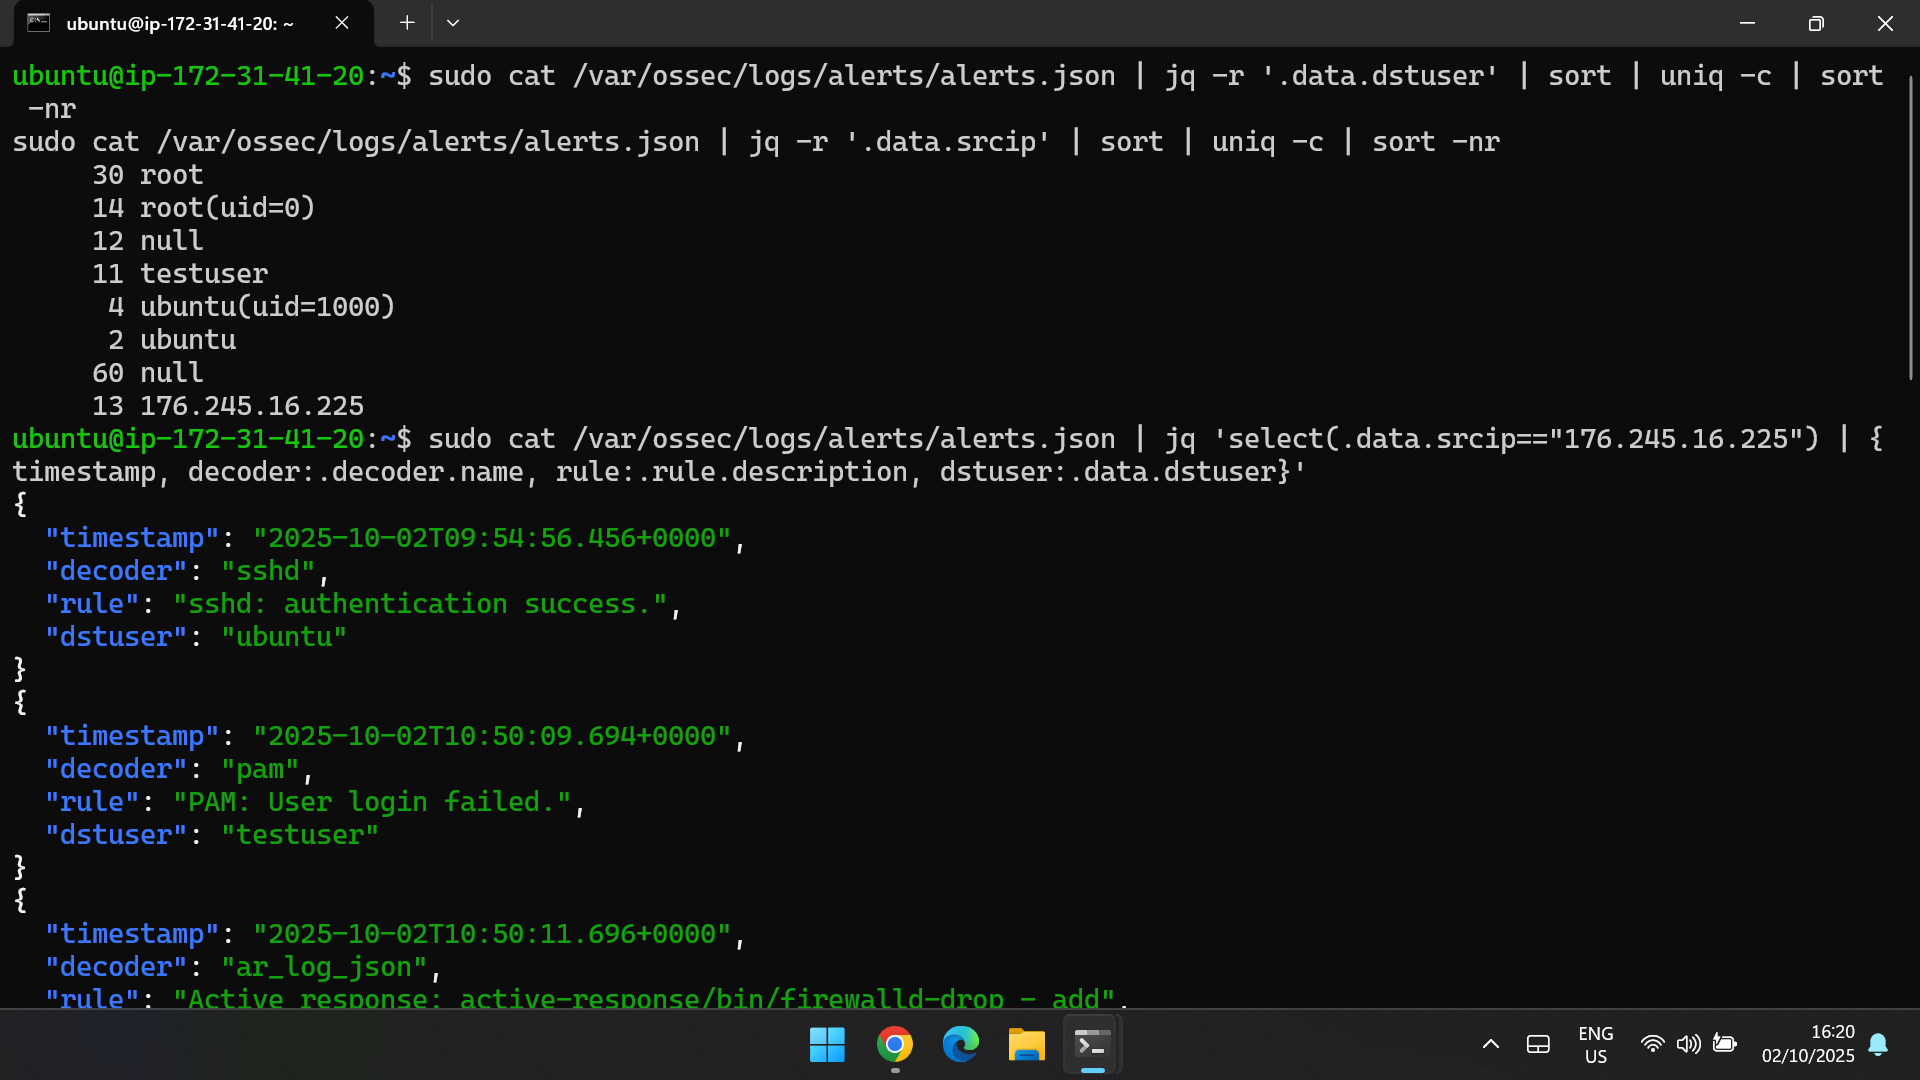 ubuntu@ip-172-31-41-20: ~
ubuntu@ip-172-31-41-20:~$ sudo cat /var/ossec/logs/alerts/alerts.json | jq -r '.data.dstuser' | sort | uniq -c | sort
 -nr
sudo cat /var/ossec/logs/alerts/alerts.json | jq -r '.data.srcip' | sort | uniq -c | sort -nr
     30 root
     14 root(uid=0)
     12 null
     11 testuser
      4 ubuntu(uid=1000)
      2 ubuntu
     60 null
     13 176.245.16.225
ubuntu@ip-172-31-41-20:~$ sudo cat /var/ossec/logs/alerts/alerts.json | jq 'select(.data.srcip=="176.245.16.225") | {
timestamp, decoder:.decoder.name, rule:.rule.description, dstuser:.data.dstuser}'
{
  "timestamp": "2025-10-02T09:54:56.456+0000",
  "decoder": "sshd",
  "rule": "sshd: authentication success.",
  "dstuser": "ubuntu"
}
{
  "timestamp": "2025-10-02T10:50:09.694+0000",
  "decoder": "pam",
  "rule": "PAM: User login failed.",
  "dstuser": "testuser"
}
{
  "timestamp": "2025-10-02T10:50:11.696+0000",
  "decoder": "ar_log_json",
  "rule": "Active response: active-response/bin/firewalld-drop - add",
ENG
US
16:20
02/10/2025